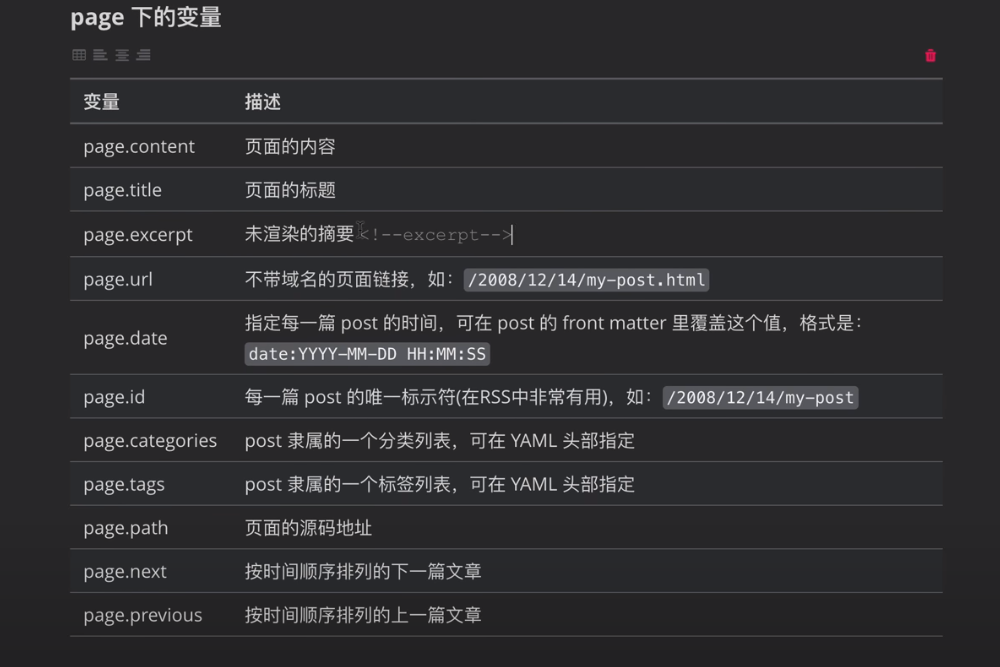 page 下的变量
变量 描述
page.content 页面的内容
page.title 页面的标题
page.excerpt 未渲染的摘要<!--excerpt-->
page.url 不带域名的页面链接，如：/2008/12/14/my-post.html
page.date 指定每一篇 post 的时间，可在 post 的 front matter 里覆盖这个值，格式是：
date:YYYY-MM-DD HH:MM:SS
page.id 每一篇 post 的唯一标示符(在RSS中非常有用)，如：/2008/12/14/my-post
page.categories post 隶属的一个分类列表，可在 YAML 头部指定
page.tags post 隶属的一个标签列表，可在 YAML 头部指定
page.path 页面的源码地址
page.next 按时间顺序排列的下一篇文章
page.previous 按时间顺序排列的上一篇文章